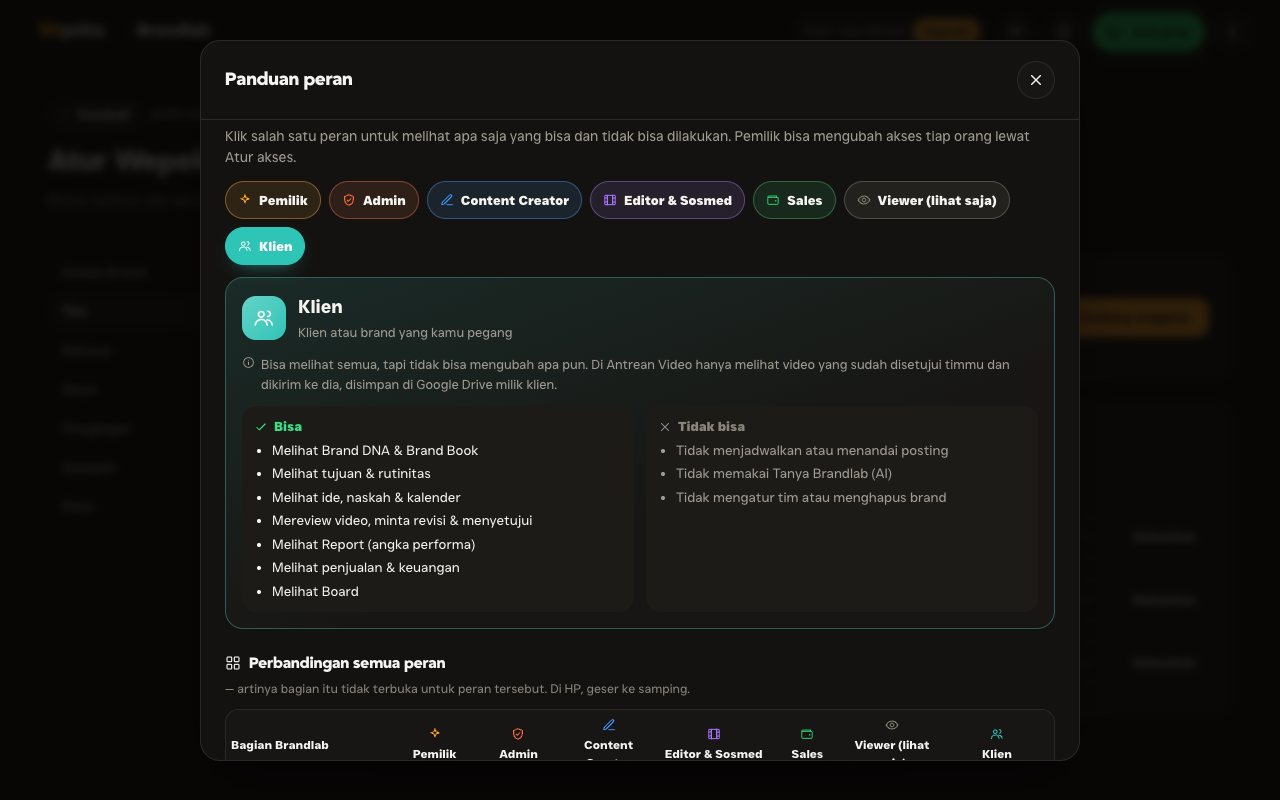 Panduan peran
Klik salah satu peran untuk melihat apa saja yang bisa dan tidak bisa dilakukan. Pemilik bisa mengubah akses tiap orang lewat
Atur akses.
Pemilik
Admin
Content Creator
Editor & Sosmed
Sales
Viewer (lihat saja)
Klien
Klien
Klien atau brand yang kamu pegang
Bisa melihat semua, tapi tidak bisa mengubah apa pun. Di Antrean Video hanya melihat video yang sudah disetujui timmu dan
dikirim ke dia, disimpan di Google Drive milik klien.
Bisa
• Melihat Brand DNA & Brand Book
• Melihat tujuan & rutinitas
• Melihat ide, naskah & kalender
• Mereview video, minta revisi & menyetujui
• Melihat Report (angka performa)
• Melihat penjualan & keuangan
• Melihat Board
Tidak bisa
• Tidak menjadwalkan atau menandai posting
• Tidak memakai Tanya Brandlab (AI)
• Tidak mengatur tim atau menghapus brand
Perbandingan semua peran
— artinya bagian itu tidak terbuka untuk peran tersebut. Di HP, geser ke samping.
Bagian Brandlab
Pemilik
Admin
Content
Editor & Sosmed
Sales
Viewer (lihat
Klien